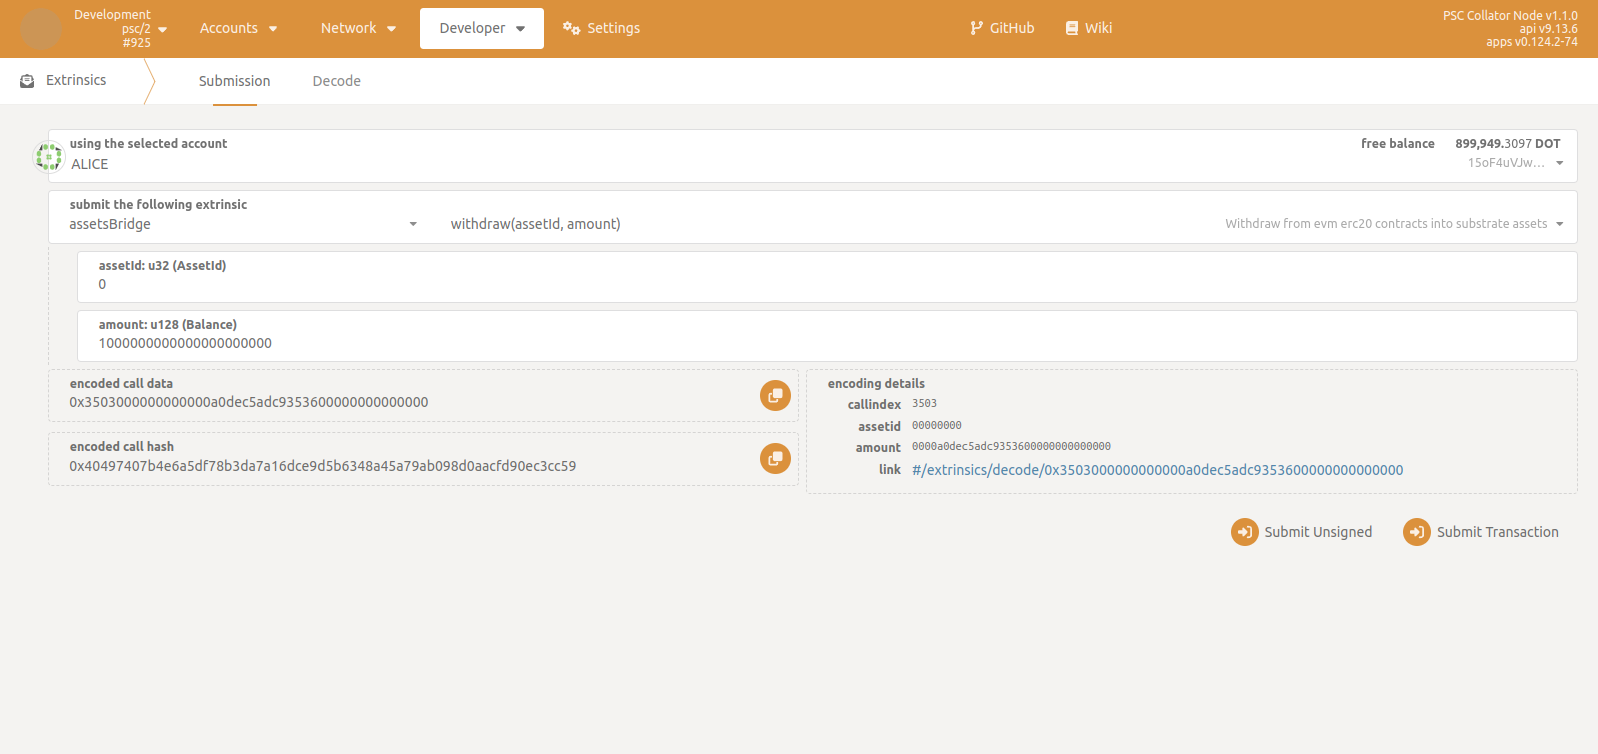 Development
psc/2
#925
Accounts
Network
Developer
Settings
GitHub
Wiki
PSC Collator Node v1.1.0
api v9.13.6
apps v0.124.2-74
Extrinsics
Submission
Decode
using the selected account
ALICE
free balance 899,949.3097 DOT
15oF4uVJw...
submit the following extrinsic
assetsBridge
withdraw(assetId, amount)
Withdraw from evm erc20 contracts into substrate assets
assetId: u32 (AssetId)
0
amount: u128 (Balance)
1000000000000000000000
encoded call data
0x3503000000000000a0dec5adc9353600000000000000
encoded call hash
0x40497407b4e6a5df78b3da7a16dce9d5b6348a45a79ab098d0aacfd90ec3cc59
encoding details
callindex 3503
assetid 00000000
amount 0000a0dec5adc9353600000000000000
link #/extrinsics/decode/0x3503000000000000a0dec5adc9353600000000000000
Submit Unsigned
Submit Transaction